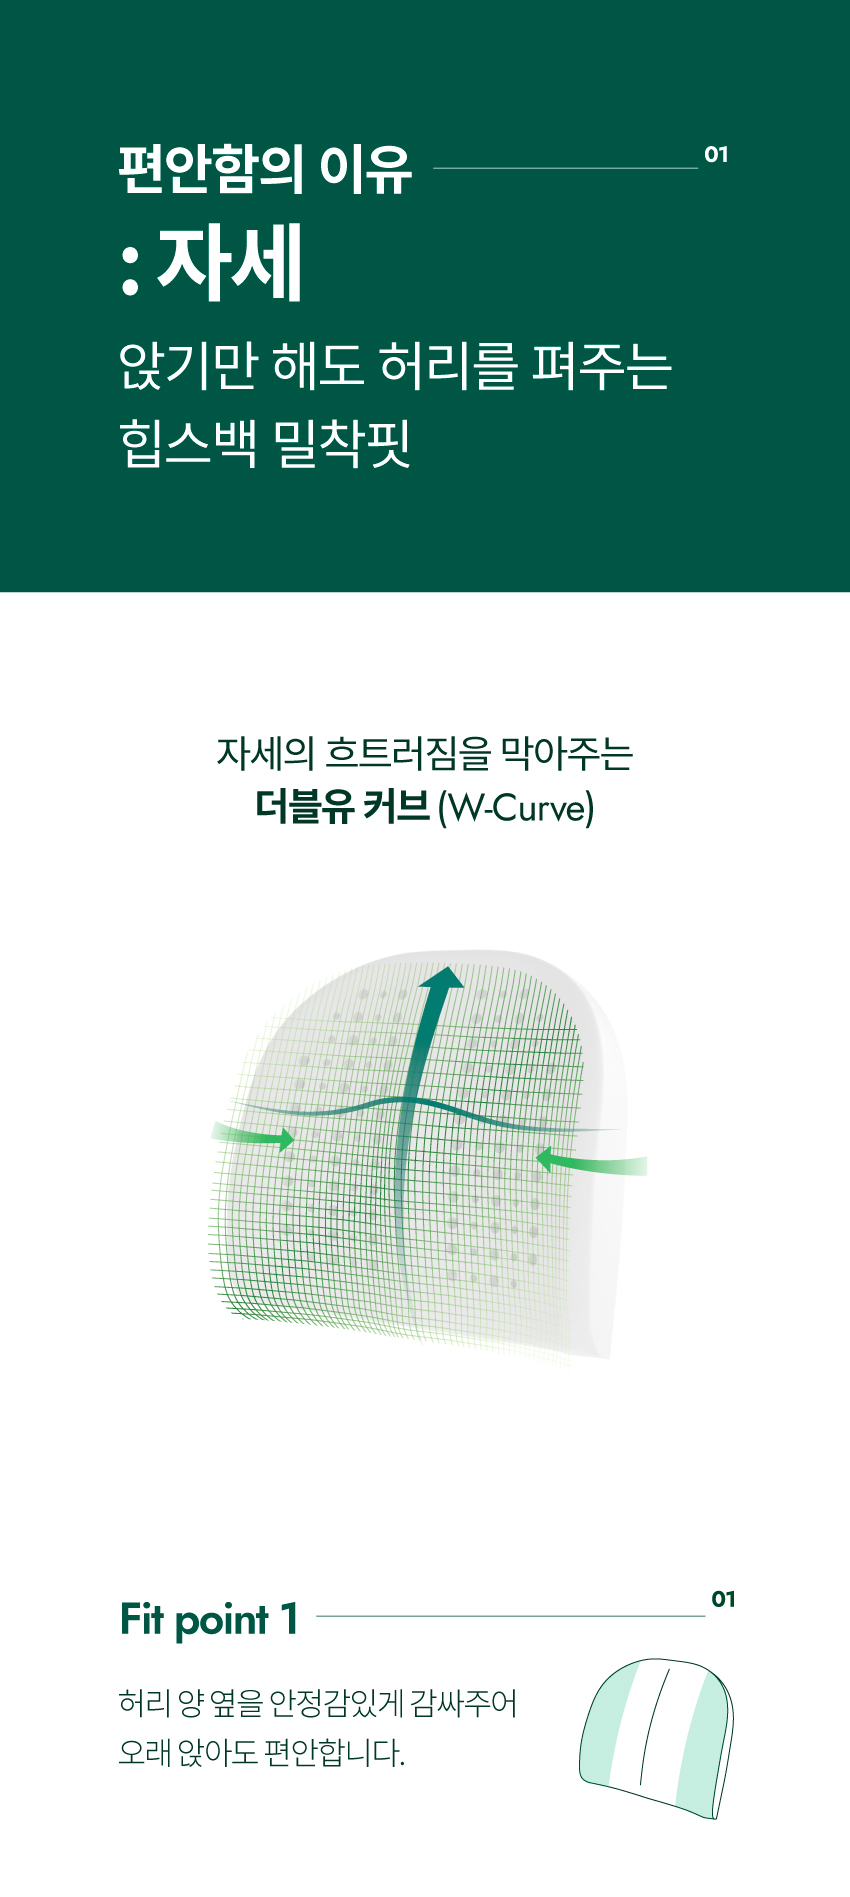 편안함의 이유 01
: 자세
앉기만 해도 허리를 펴주는
힙스백 밀착핏
자세의 흐트러짐을 막아주는
더블유 커브 (W-Curve)
Fit point 1 01
허리 양 옆을 안정감있게 감싸주어
오래 앉아도 편안합니다.